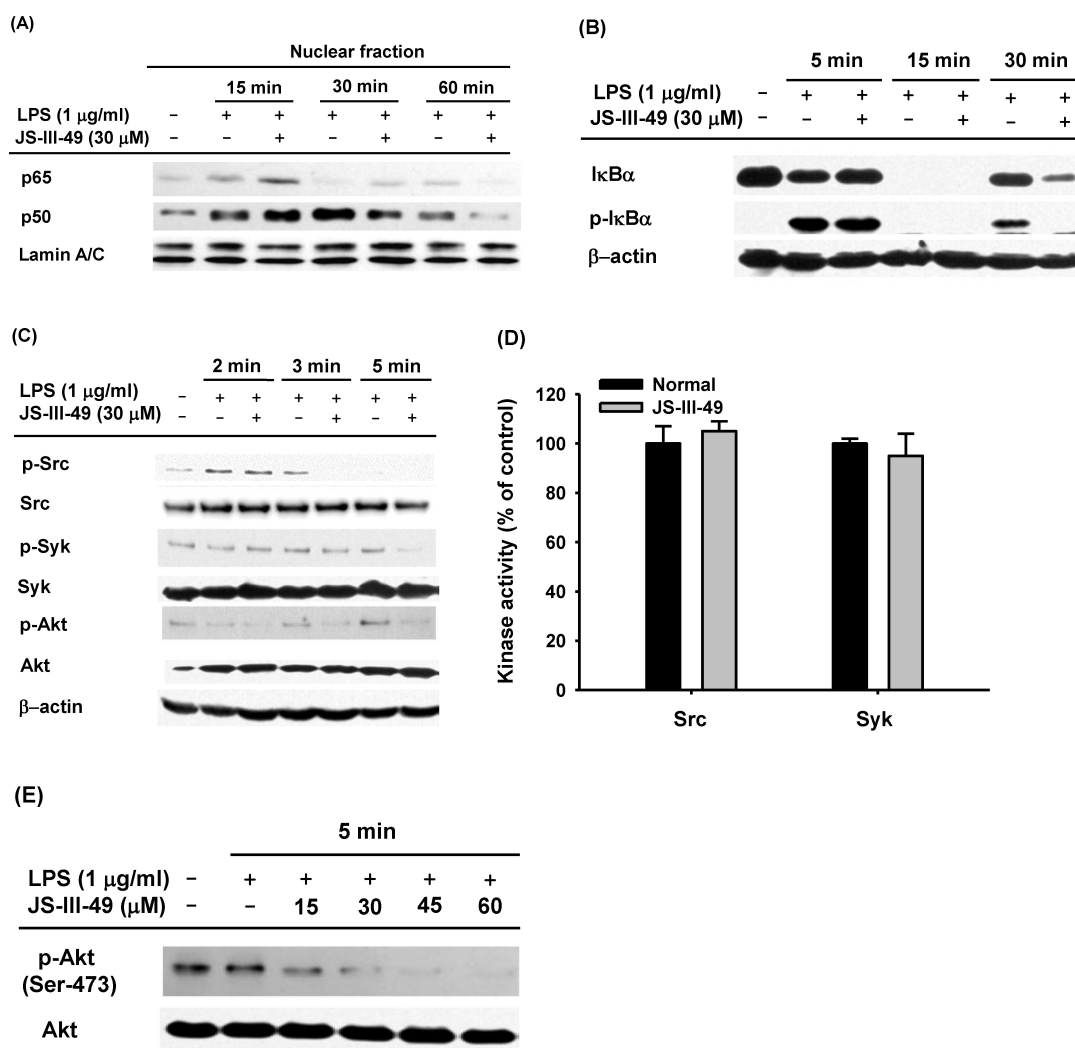 (A)
Nuclear fraction
15 min 30 min 60 min
LPS (1 μg/ml) – + + + + + +
JS-III-49 (30 μM) – – + – + – +
p65
p50
Lamin A/C
(B)
5 min 15 min 30 min
LPS (1 μg/ml) – + + + + + +
JS-III-49 (30 μM) – – + – + – +
IκBα
p-IκBα
β–actin
(C)
2 min 3 min 5 min
LPS (1 μg/ml) – + + + + + +
JS-III-49 (30 μM) – – + – + – +
p-Src
Src
p-Syk
Syk
p-Akt
Akt
β–actin
(D)
Normal
JS-III-49
Kinase activity (% of control)
120
100
80
60
40
20
0
Src Syk
(E)
5 min
LPS (1 μg/ml) – + + + + +
JS-III-49 (μM) – – 15 30 45 60
p-Akt
(Ser-473)
Akt